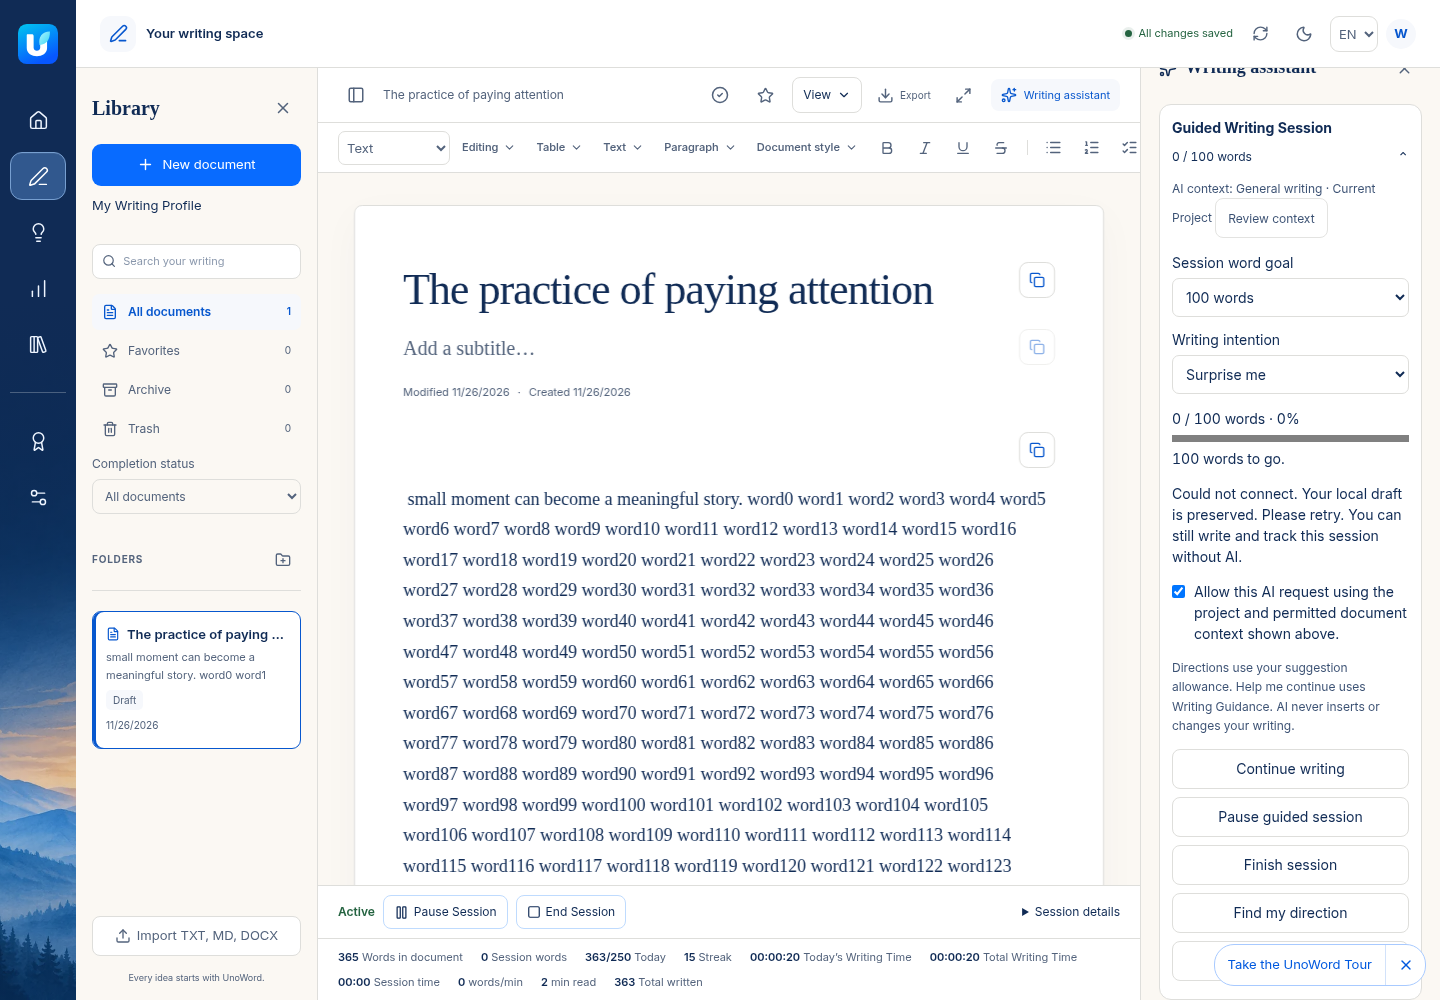 Your writing space
All changes saved
EN
W
Library
New document
My Writing Profile
Search your writing
All documents 1
Favorites 0
Archive 0
Trash 0
Completion status
All documents
FOLDERS
The practice of paying ...
small moment can become a
meaningful story. word0 word1
Draft
11/26/2026
Import TXT, MD, DOCX
Every idea starts with UnoWord.
The practice of paying attention
View
Export
Writing assistant
Text
Editing
Table
Text
Paragraph
Document style
B I U S
The practice of paying attention
Add a subtitle…
Modified 11/26/2026 · Created 11/26/2026
small moment can become a meaningful story. word0 word1 word2 word3 word4 word5
word6 word7 word8 word9 word10 word11 word12 word13 word14 word15 word16
word17 word18 word19 word20 word21 word22 word23 word24 word25 word26
word27 word28 word29 word30 word31 word32 word33 word34 word35 word36
word37 word38 word39 word40 word41 word42 word43 word44 word45 word46
word47 word48 word49 word50 word51 word52 word53 word54 word55 word56
word57 word58 word59 word60 word61 word62 word63 word64 word65 word66
word67 word68 word69 word70 word71 word72 word73 word74 word75 word76
word77 word78 word79 word80 word81 word82 word83 word84 word85 word86
word87 word88 word89 word90 word91 word92 word93 word94 word95 word96
word97 word98 word99 word100 word101 word102 word103 word104 word105
word106 word107 word108 word109 word110 word111 word112 word113 word114
word115 word116 word117 word118 word119 word120 word121 word122 word123
Active
Pause Session
End Session
Session details
365 Words in document 0 Session words 363/250 Today 15 Streak 00:00:20 Today's Writing Time 00:00:20 Total Writing Time
00:00 Session time 0 words/min 2 min read 363 Total written
Writing assistant
Guided Writing Session
0 / 100 words
AI context: General writing · Current
Project Review context
Session word goal
100 words
Writing intention
Surprise me
0 / 100 words · 0%
100 words to go.
Could not connect. Your local draft
is preserved. Please retry. You can
still write and track this session
without AI.
Allow this AI request using the
project and permitted document
context shown above.
Directions use your suggestion
allowance. Help me continue uses
Writing Guidance. AI never inserts or
changes your writing.
Continue writing
Pause guided session
Finish session
Find my direction
Take the UnoWord Tour